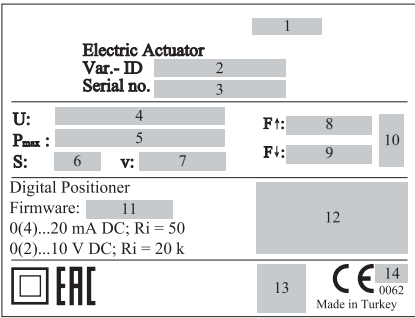 1
Electric Actuator
Var.- ID 2
Serial no. 3
U: 4
Pmax : 5
S: 6 v: 7
F↑: 8
F↓: 9
10
Digital Positioner
Firmware: 11
0(4)...20 mA DC; Ri = 50
0(2)...10 V DC; Ri = 20 k
12
EAC
13
CE 14
0062
Made in Turkey